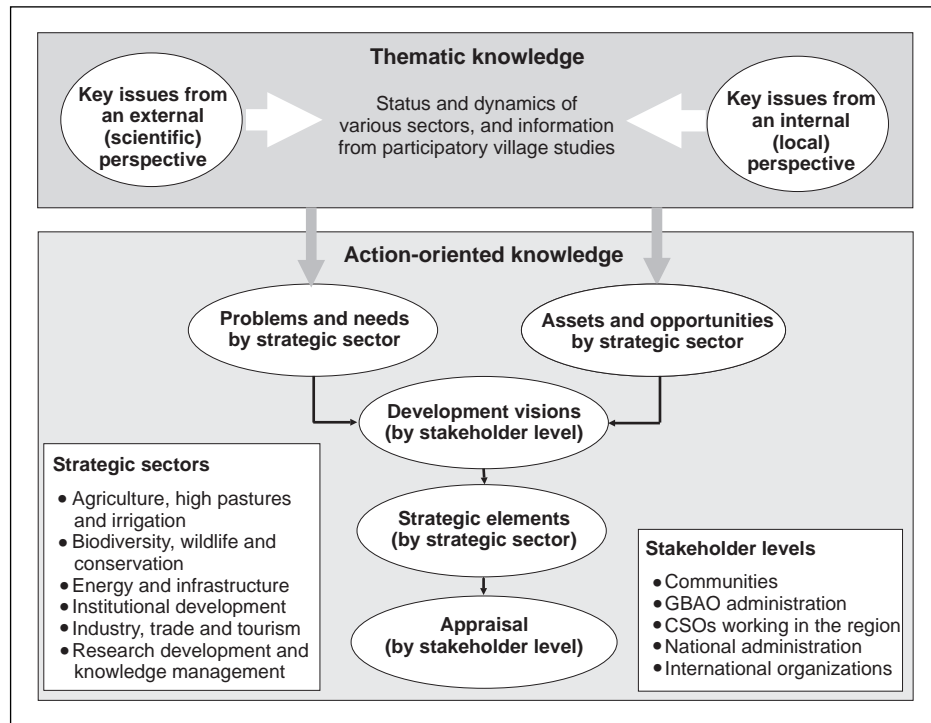 Thematic knowledge
Key issues from
an external
(scientific)
perspective
Status and dynamics of
various sectors, and information
from participatory village studies
Key issues from
an internal
(local)
perspective
Action-oriented knowledge
Problems and needs
by strategic sector
Assets and opportunities
by strategic sector
Development visions
(by stakeholder level)
Strategic elements
(by strategic sector)
Appraisal
(by stakeholder level)
Strategic sectors
• Agriculture, high pastures
and irrigation
• Biodiversity, wildlife and
conservation
• Energy and infrastructure
• Institutional development
• Industry, trade and tourism
• Research development and
knowledge management
Stakeholder levels
• Communities
• GBAO administration
• CSOs working in the region
• National administration
• International organizations